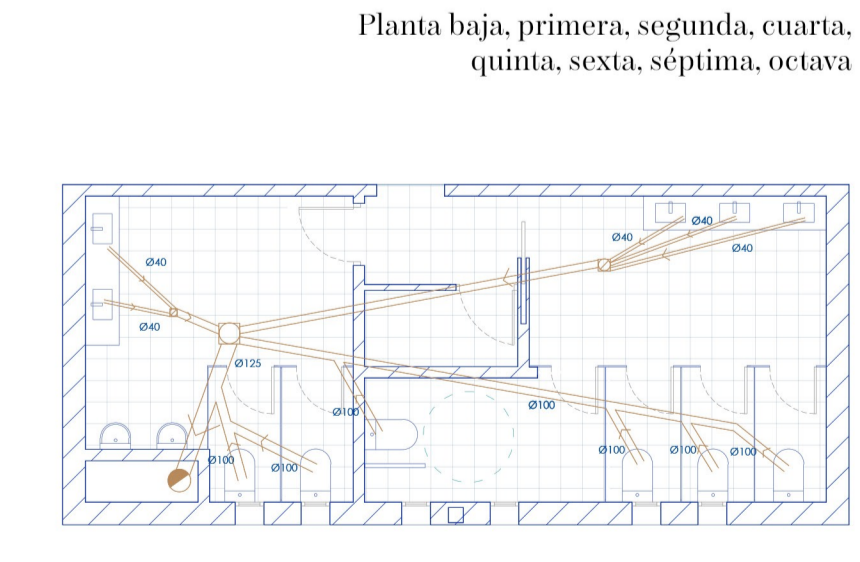 Planta baja, primera, segunda, cuarta,
quinta, sexta, séptima, octava
Ø40
Ø40
Ø40
Ø40
Ø40
Ø125
Ø100
Ø100
Ø100
Ø100
Ø100
Ø100
Ø100